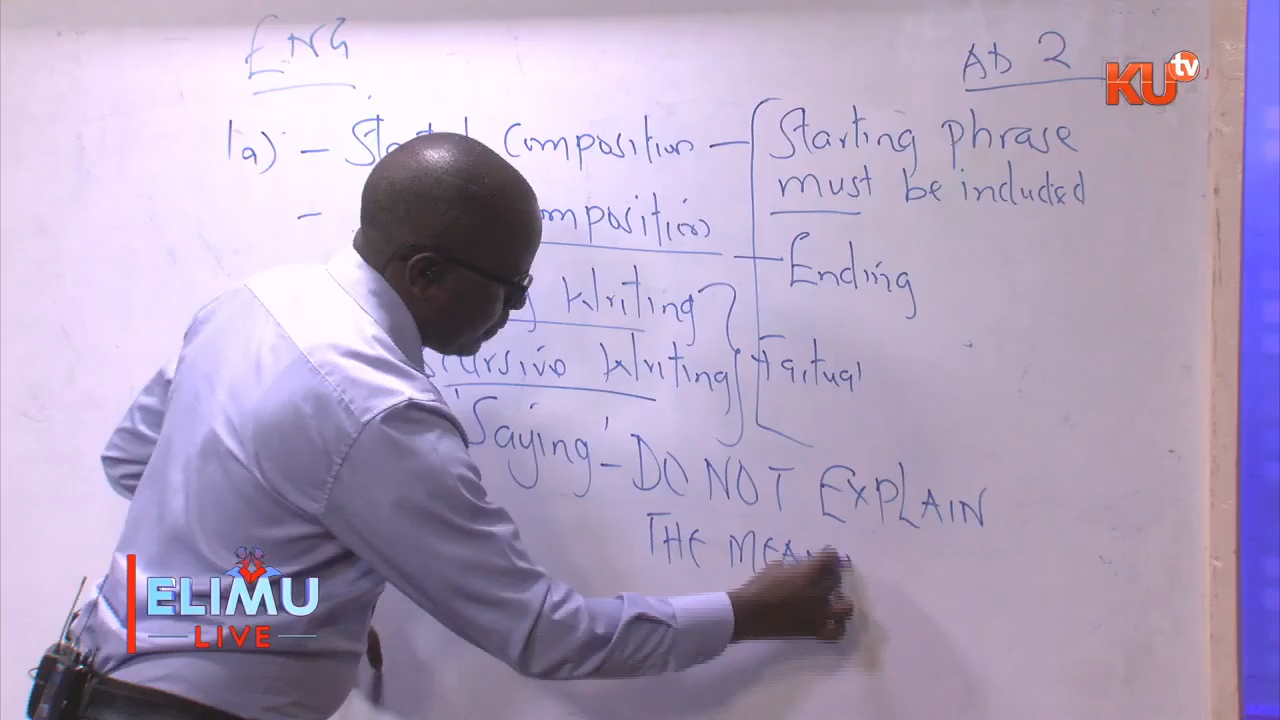 ENG
AD 2
KU tv
1a) - Composition - Starting phrase
must be included
- Composition
Ending
Writing
Writing Factual
'Saying' - DO NOT EXPLAIN
THE
ELIMU
LIVE